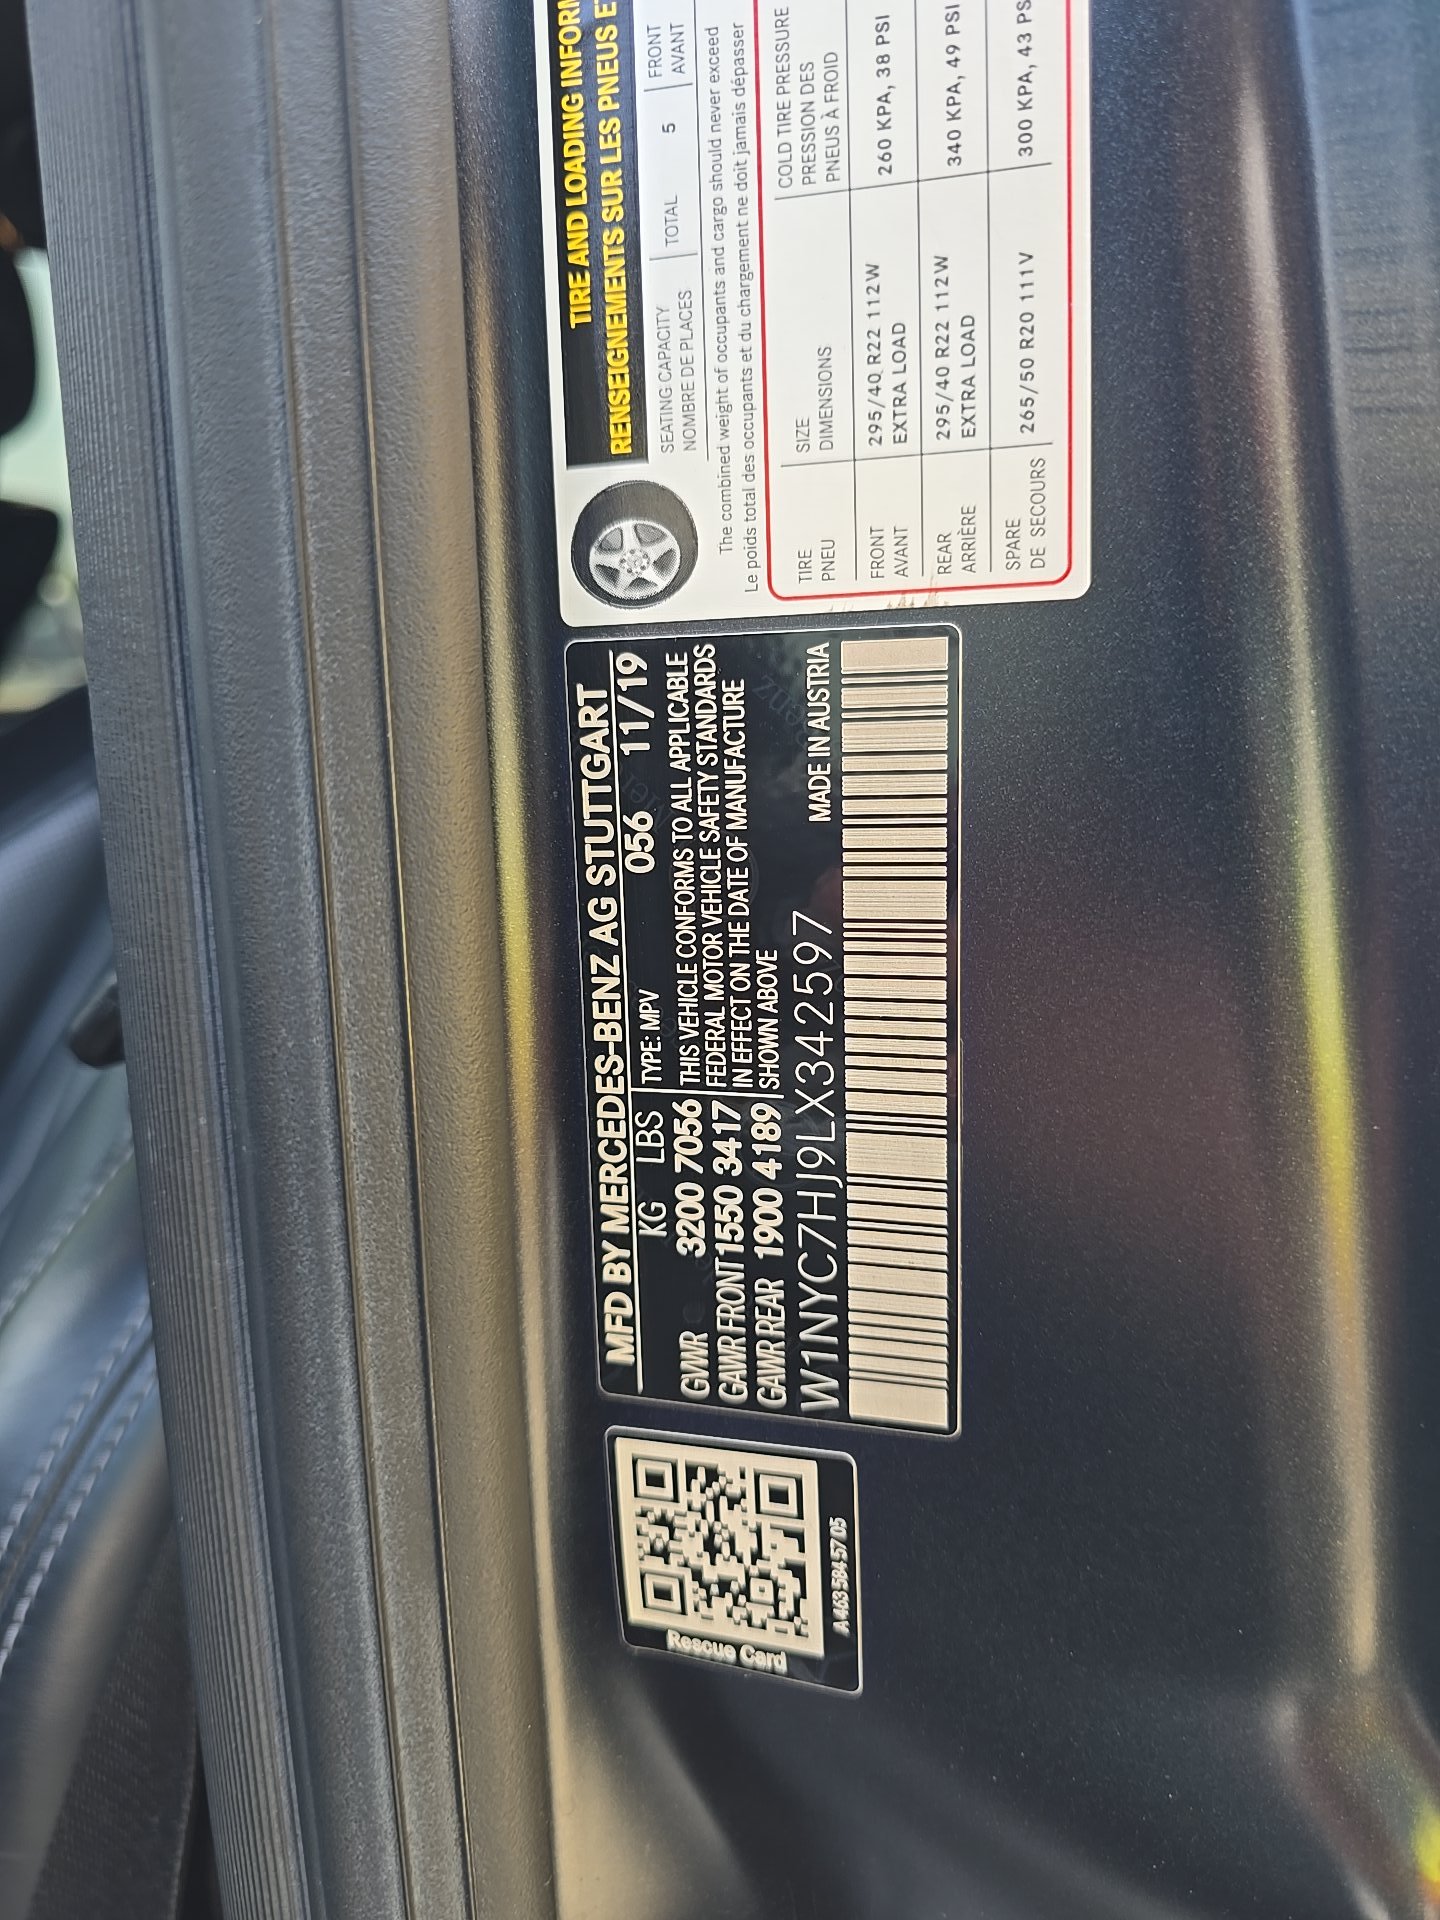 Rescue Card
A 463 584 57 05
MFD BY MERCEDES-BENZ AG STUTTGART
KG LBS TYPE: MPV 056 11/19
GVWR 3200 7056 THIS VEHICLE CONFORMS TO ALL APPLICABLE
GAWR FRONT 1550 3417 FEDERAL MOTOR VEHICLE SAFETY STANDARDS
GAWR REAR 1900 4189 IN EFFECT ON THE DATE OF MANUFACTURE
SHOWN ABOVE
W1NYC7HJ9LX342597 MADE IN AUSTRIA
TIRE AND LOADING INFORM
RENSEIGNEMENTS SUR LES PNEUS E
SEATING CAPACITY TOTAL 5 FRONT
NOMBRE DE PLACES AVANT
The combined weight of occupants and cargo should never exceed
Le poids total des occupants et du chargement ne doit jamais dépasser
TIRE SIZE COLD TIRE PRESSURE
PNEU DIMENSIONS PRESSION DES
PNEUS À FROID
FRONT 295/40 R22 112W 260 KPA, 38 PSI
AVANT EXTRA LOAD
REAR 295/40 R22 112W 340 KPA, 49 PSI
ARRIÈRE EXTRA LOAD
SPARE 265/50 R20 111V 300 KPA, 43 PS
DE SECOURS